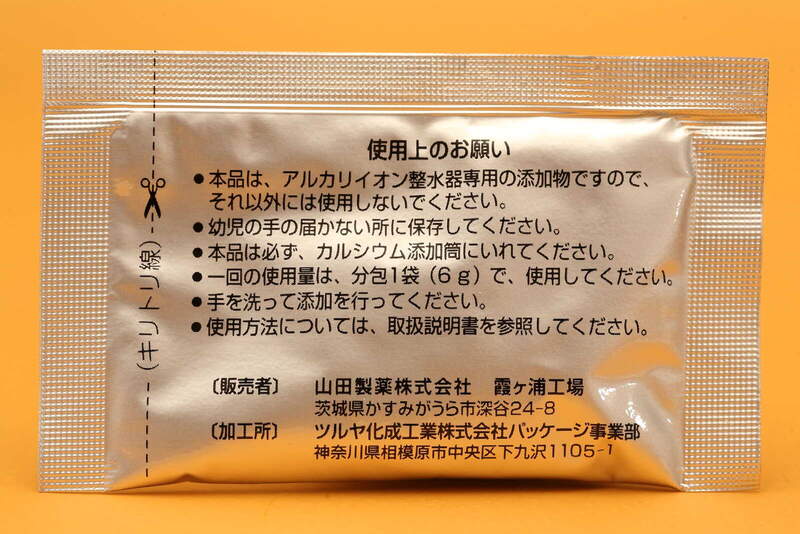 使用上のお願い
●本品は、アルカリイオン整水器専用の添加物ですので、
それ以外には使用しないでください。
●幼児の手の届かない所に保存してください。
●本品は必ず、カルシウム添加筒にいれてください。
●一回の使用量は、分包1袋（6g）で、使用してください。
●手を洗って添加を行ってください。
●使用方法については、取扱説明書を参照してください。
〔販売者〕 山田製薬株式会社 霞ヶ浦工場
茨城県かすみがうら市深谷24-8
〔加工所〕 ツルヤ化成工業株式会社パッケージ事業部
神奈川県相模原市中央区下九沢1105-1
（キリトリ線）